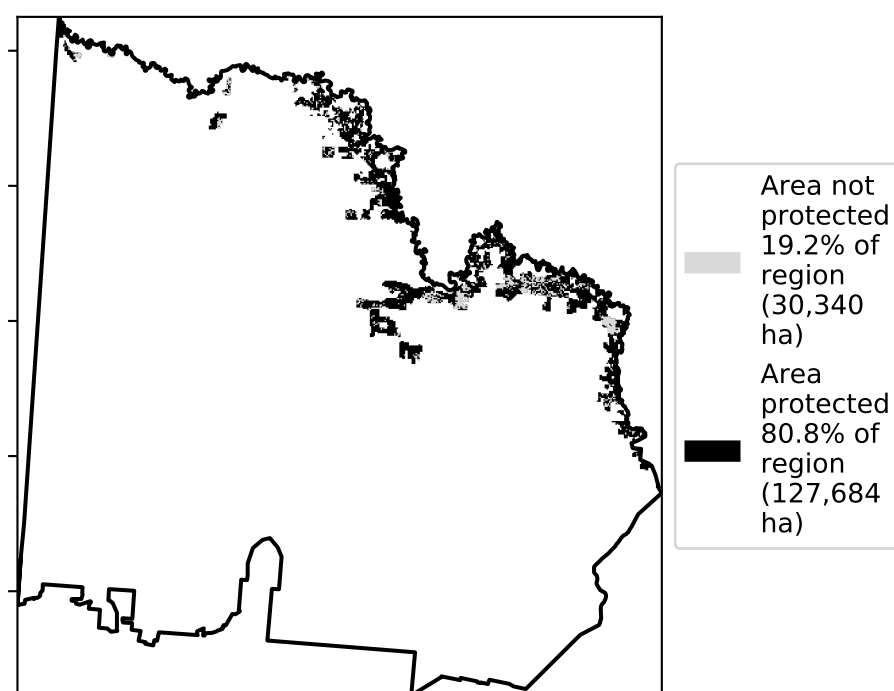 Area not
protected
19.2% of
region
(30,340
ha)
Area
protected
80.8% of
region
(127,684
ha)